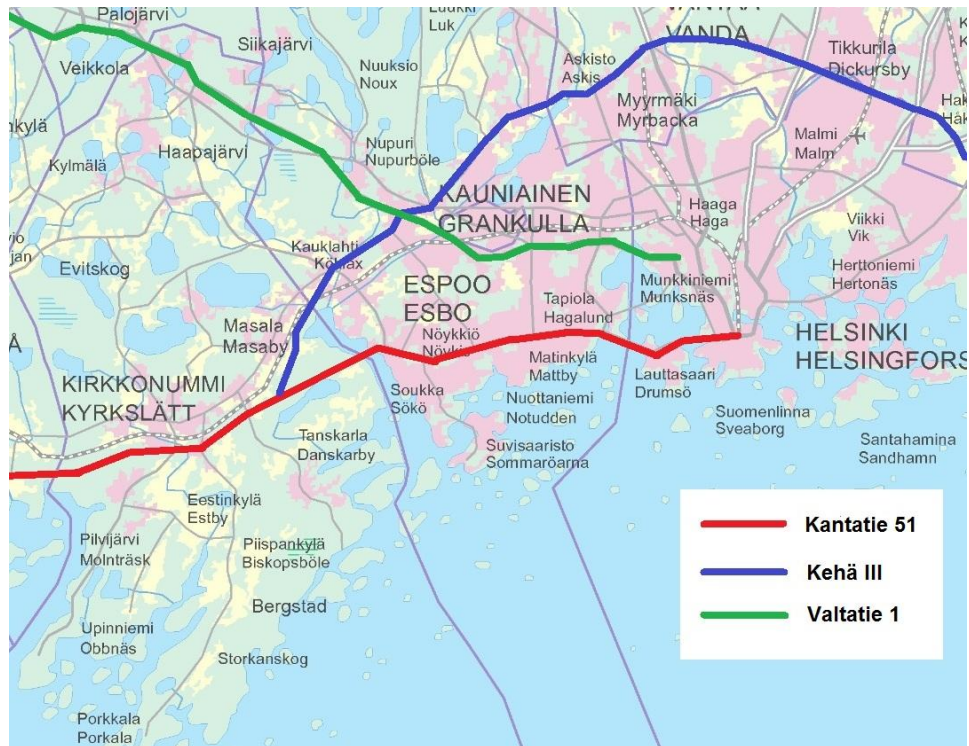 Palojärvi
Veikkola
Siikajärvi
Luk
Nuuksio
Noux
Askisto
Askis
VANDA
Tikkurila
Dickursby
Myyrmäki
Myrbacka
Malmi
Malm
Kylmälä
Haapajärvi
Nupuri
Nupurböle
KAUNIAINEN
GRANKULLA
Haaga
Haga
Viikki
Vik
Evitskog
Kauklahti
Köklax
ESPOO
ESBO
Tapiola
Hagalund
Munkkiniemi
Munksnäs
Herttoniemi
Hertonäs
Masala
Masaby
Nöykkiö
Nöykis
Matinkylä
Mattby
HELSINKI
HELSINGFORS
KIRKKONUMMI
KYRKSLÄTT
Soukka
Sökö
Nuottaniemi
Notudden
Lauttasaari
Drumsö
Suomenlinna
Sveaborg
Tanskarla
Danskarby
Suvisaaristo
Sommaröarna
Santahamina
Sandhamn
Eestinkylä
Estby
Pilvijärvi
Molnträsk
Piispankylä
Biskopsböle
Bergstad
Upinniemi
Obbnäs
Storkanskog
Porkkala
Porkala
Kantatie 51
Kehä III
Valtatie 1